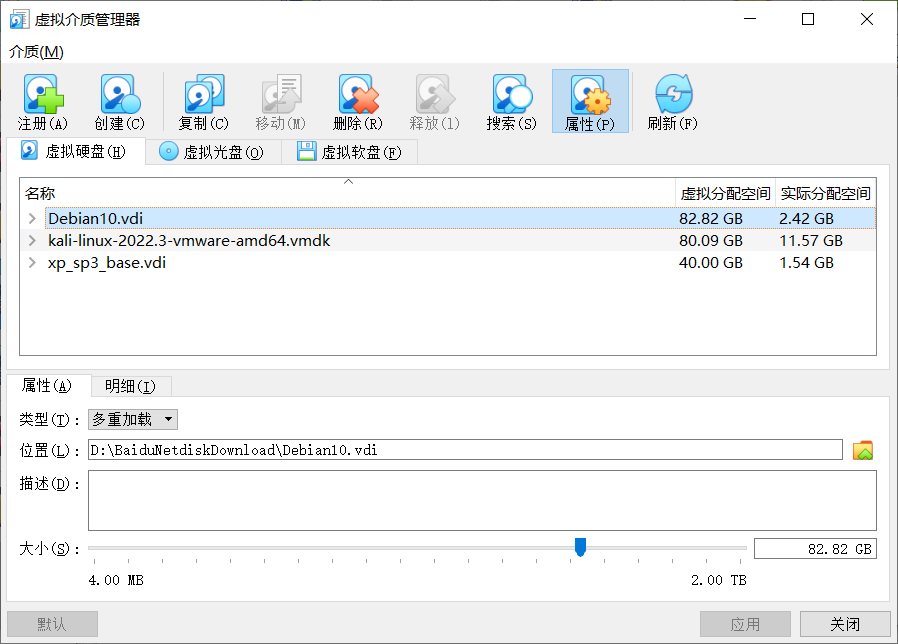 虚拟介质管理器
介质(M)
注册(A) 创建(C) 复制(C) 移动(M) 删除(R) 释放(l) 搜索(S) 属性(P) 刷新(F)
虚拟硬盘(H) 虚拟光盘(O) 虚拟软盘(F)
名称 虚拟分配空间 实际分配空间
Debian10.vdi 82.82 GB 2.42 GB
kali-linux-2022.3-vmware-amd64.vmdk 80.09 GB 11.57 GB
xp_sp3_base.vdi 40.00 GB 1.54 GB
属性(A) 明细(I)
类型(T)： 多重加载
位置(L)： D:\BaiduNetdiskDownload\Debian10.vdi
描述(D)：
大小(S)： 82.82 GB
4.00 MB 2.00 TB
默认 应用 关闭